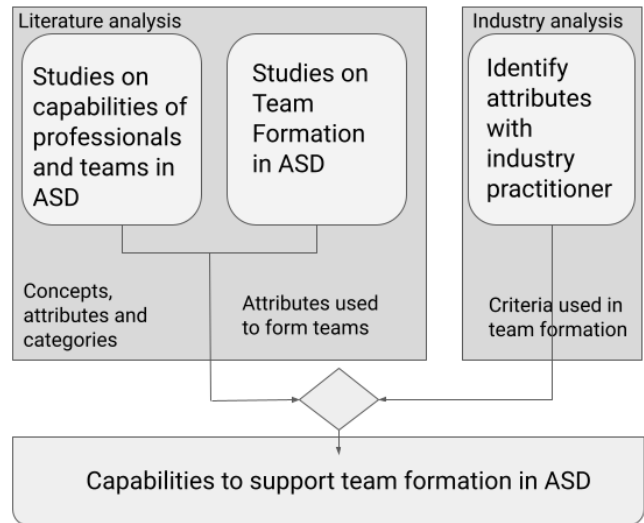 Literature analysis
Studies on
capabilities of
professionals
and teams in
ASD
Studies on
Team
Formation
in ASD
Concepts,
attributes and
categories
Attributes used
to form teams
Industry analysis
Identify
attributes
with
industry
practitioner
Criteria used in
team formation
Capabilities to support team formation in ASD